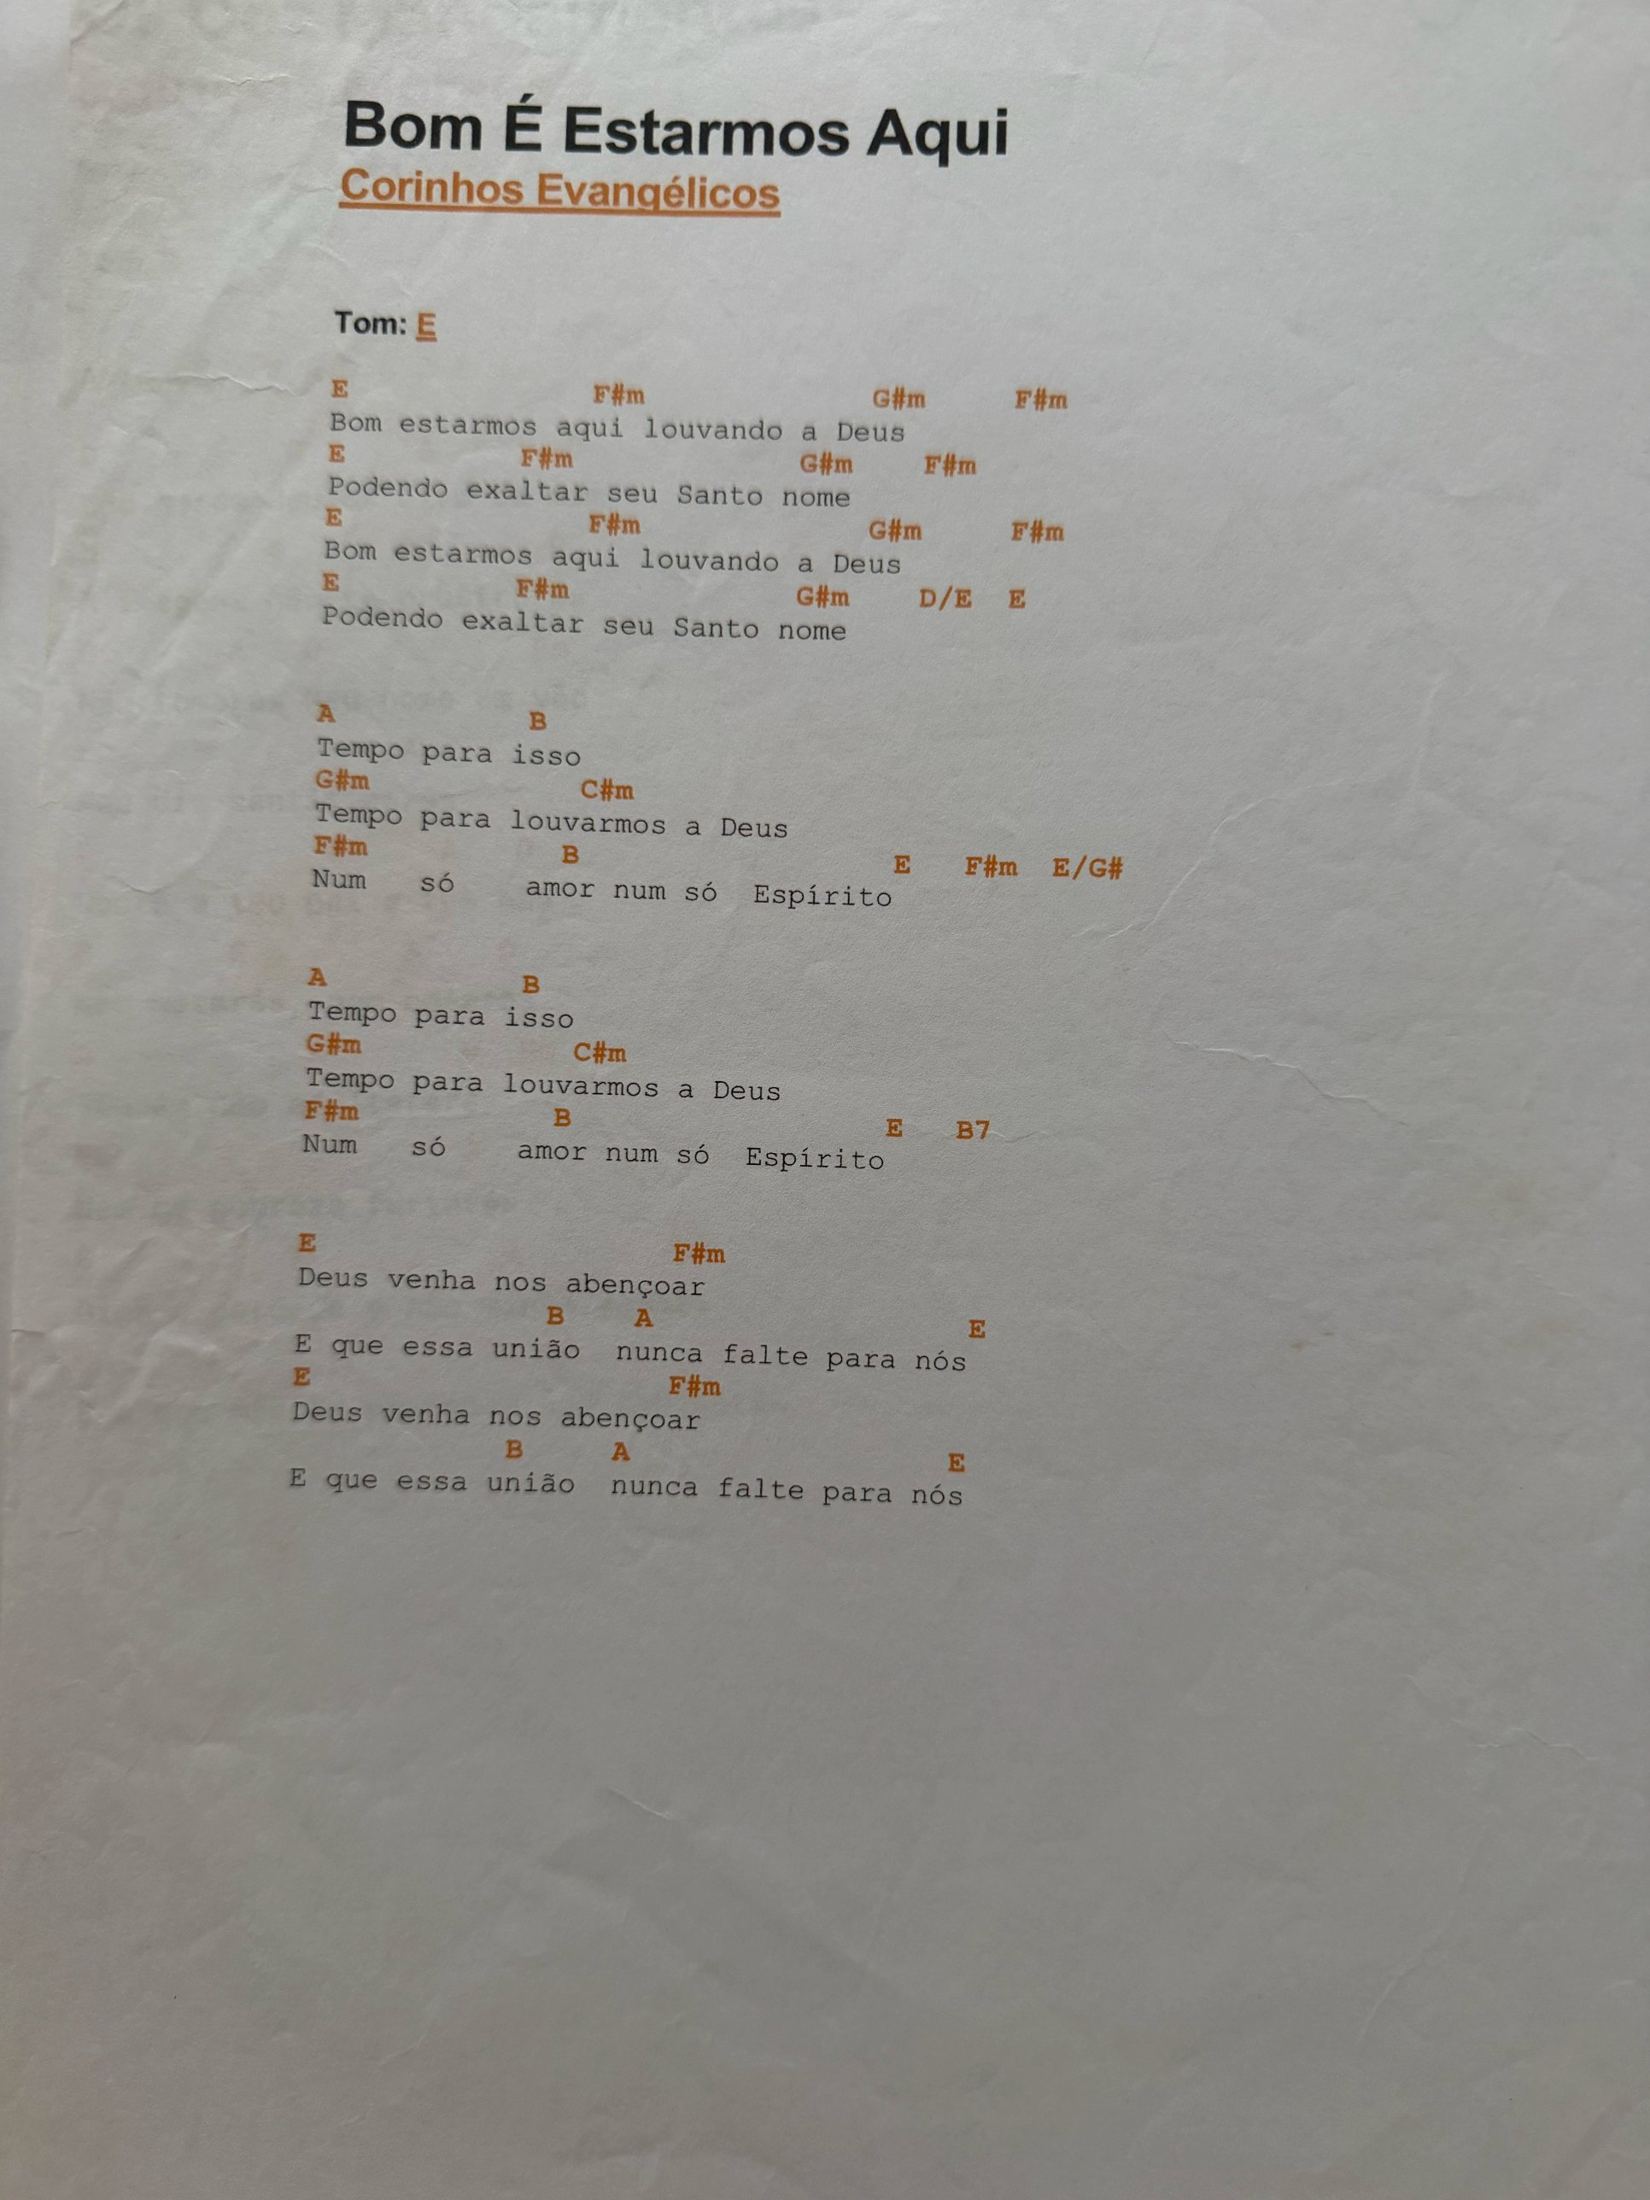 Bom É Estarmos Aqui
Corinhos Evangélicos
Tom: E
E F#m G#m F#m
Bom estarmos aqui louvando a Deus
E F#m G#m F#m
Podendo exaltar seu Santo nome
E F#m G#m F#m
Bom estarmos aqui louvando a Deus
E F#m G#m D/E E
Podendo exaltar seu Santo nome
A B
Tempo para isso
G#m C#m
Tempo para louvarmos a Deus
F#m B E F#m E/G#
Num só amor num só Espírito
A B
Tempo para isso
G#m C#m
Tempo para louvarmos a Deus
F#m B E B7
Num só amor num só Espírito
E F#m
Deus venha nos abençoar
B A E
E que essa união nunca falte para nós
E F#m
Deus venha nos abençoar
B A E
E que essa união nunca falte para nós